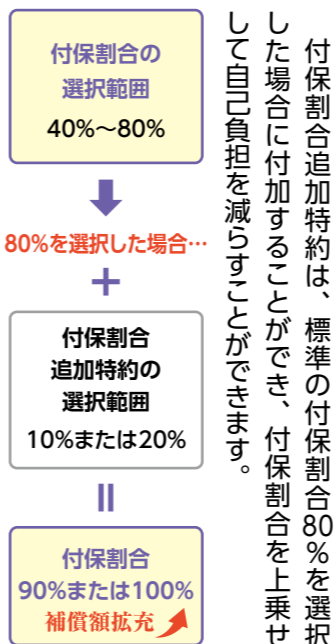 付保割合追加特約は、標準の付保割合80%を選択
した場合に付加することができ、付保割合を上乗せ
して自己負担を減らすことができます。
付保割合の
選択範囲
40%～80%
80%を選択した場合…
＋
付保割合
追加特約の
選択範囲
10%または20%
＝
付保割合
90%または100%
補償額拡充